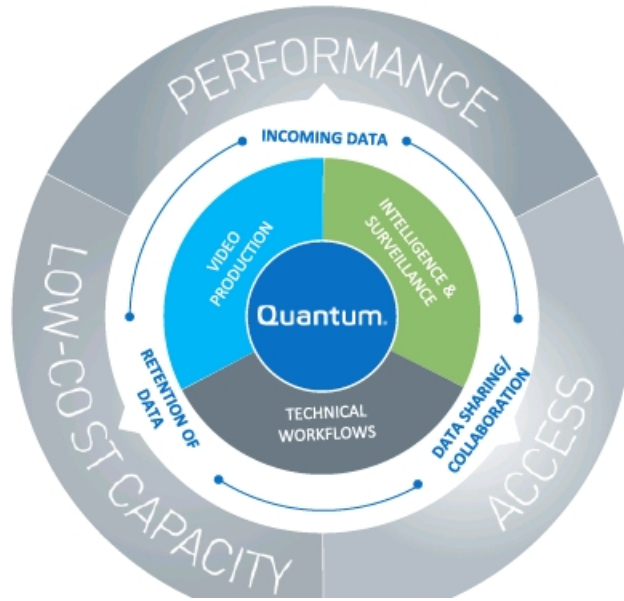 PERFORMANCE
INCOMING DATA
VIDEO
PRODUCTION
INTELLIGENCE &
SURVEILLANCE
Quantum®
TECHNICAL
WORKFLOWS
RETENTION OF
DATA
DATA SHARING/
COLLABORATION
LOW-COST CAPACITY
ACCESS